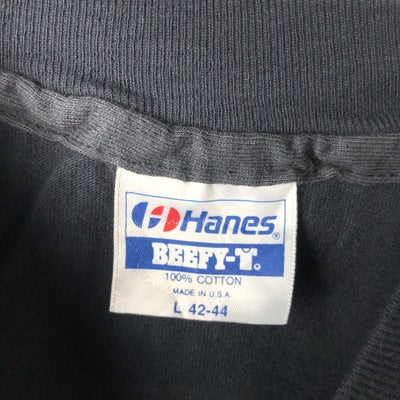 Hanes®
BEEFY-T®
100% COTTON
MADE IN U.S.A.
L 42-44